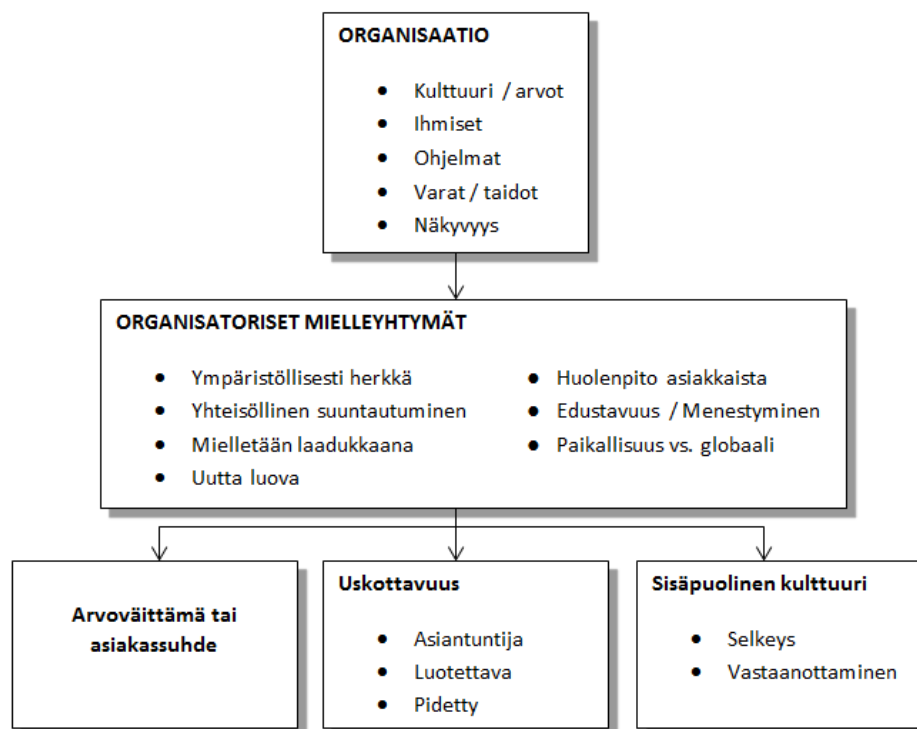 ORGANISAATIO
• Kulttuuri / arvot
• Ihmiset
• Ohjelmat
• Varat / taidot
• Näkyvyys
ORGANISATORISET MIELLEYHTYMÄT
• Ympäristöllisesti herkkä
• Yhteisöllinen suuntautuminen
• Mielletään laadukkaana
• Uutta luova
• Huolenpito asiakkaista
• Edustavuus / Menestyminen
• Paikallisuus vs. globaali
Arvoväittämä tai
asiakassuhde
Uskottavuus
• Asiantuntija
• Luotettava
• Pidetty
Sisäpuolinen kulttuuri
• Selkeys
• Vastaanottaminen